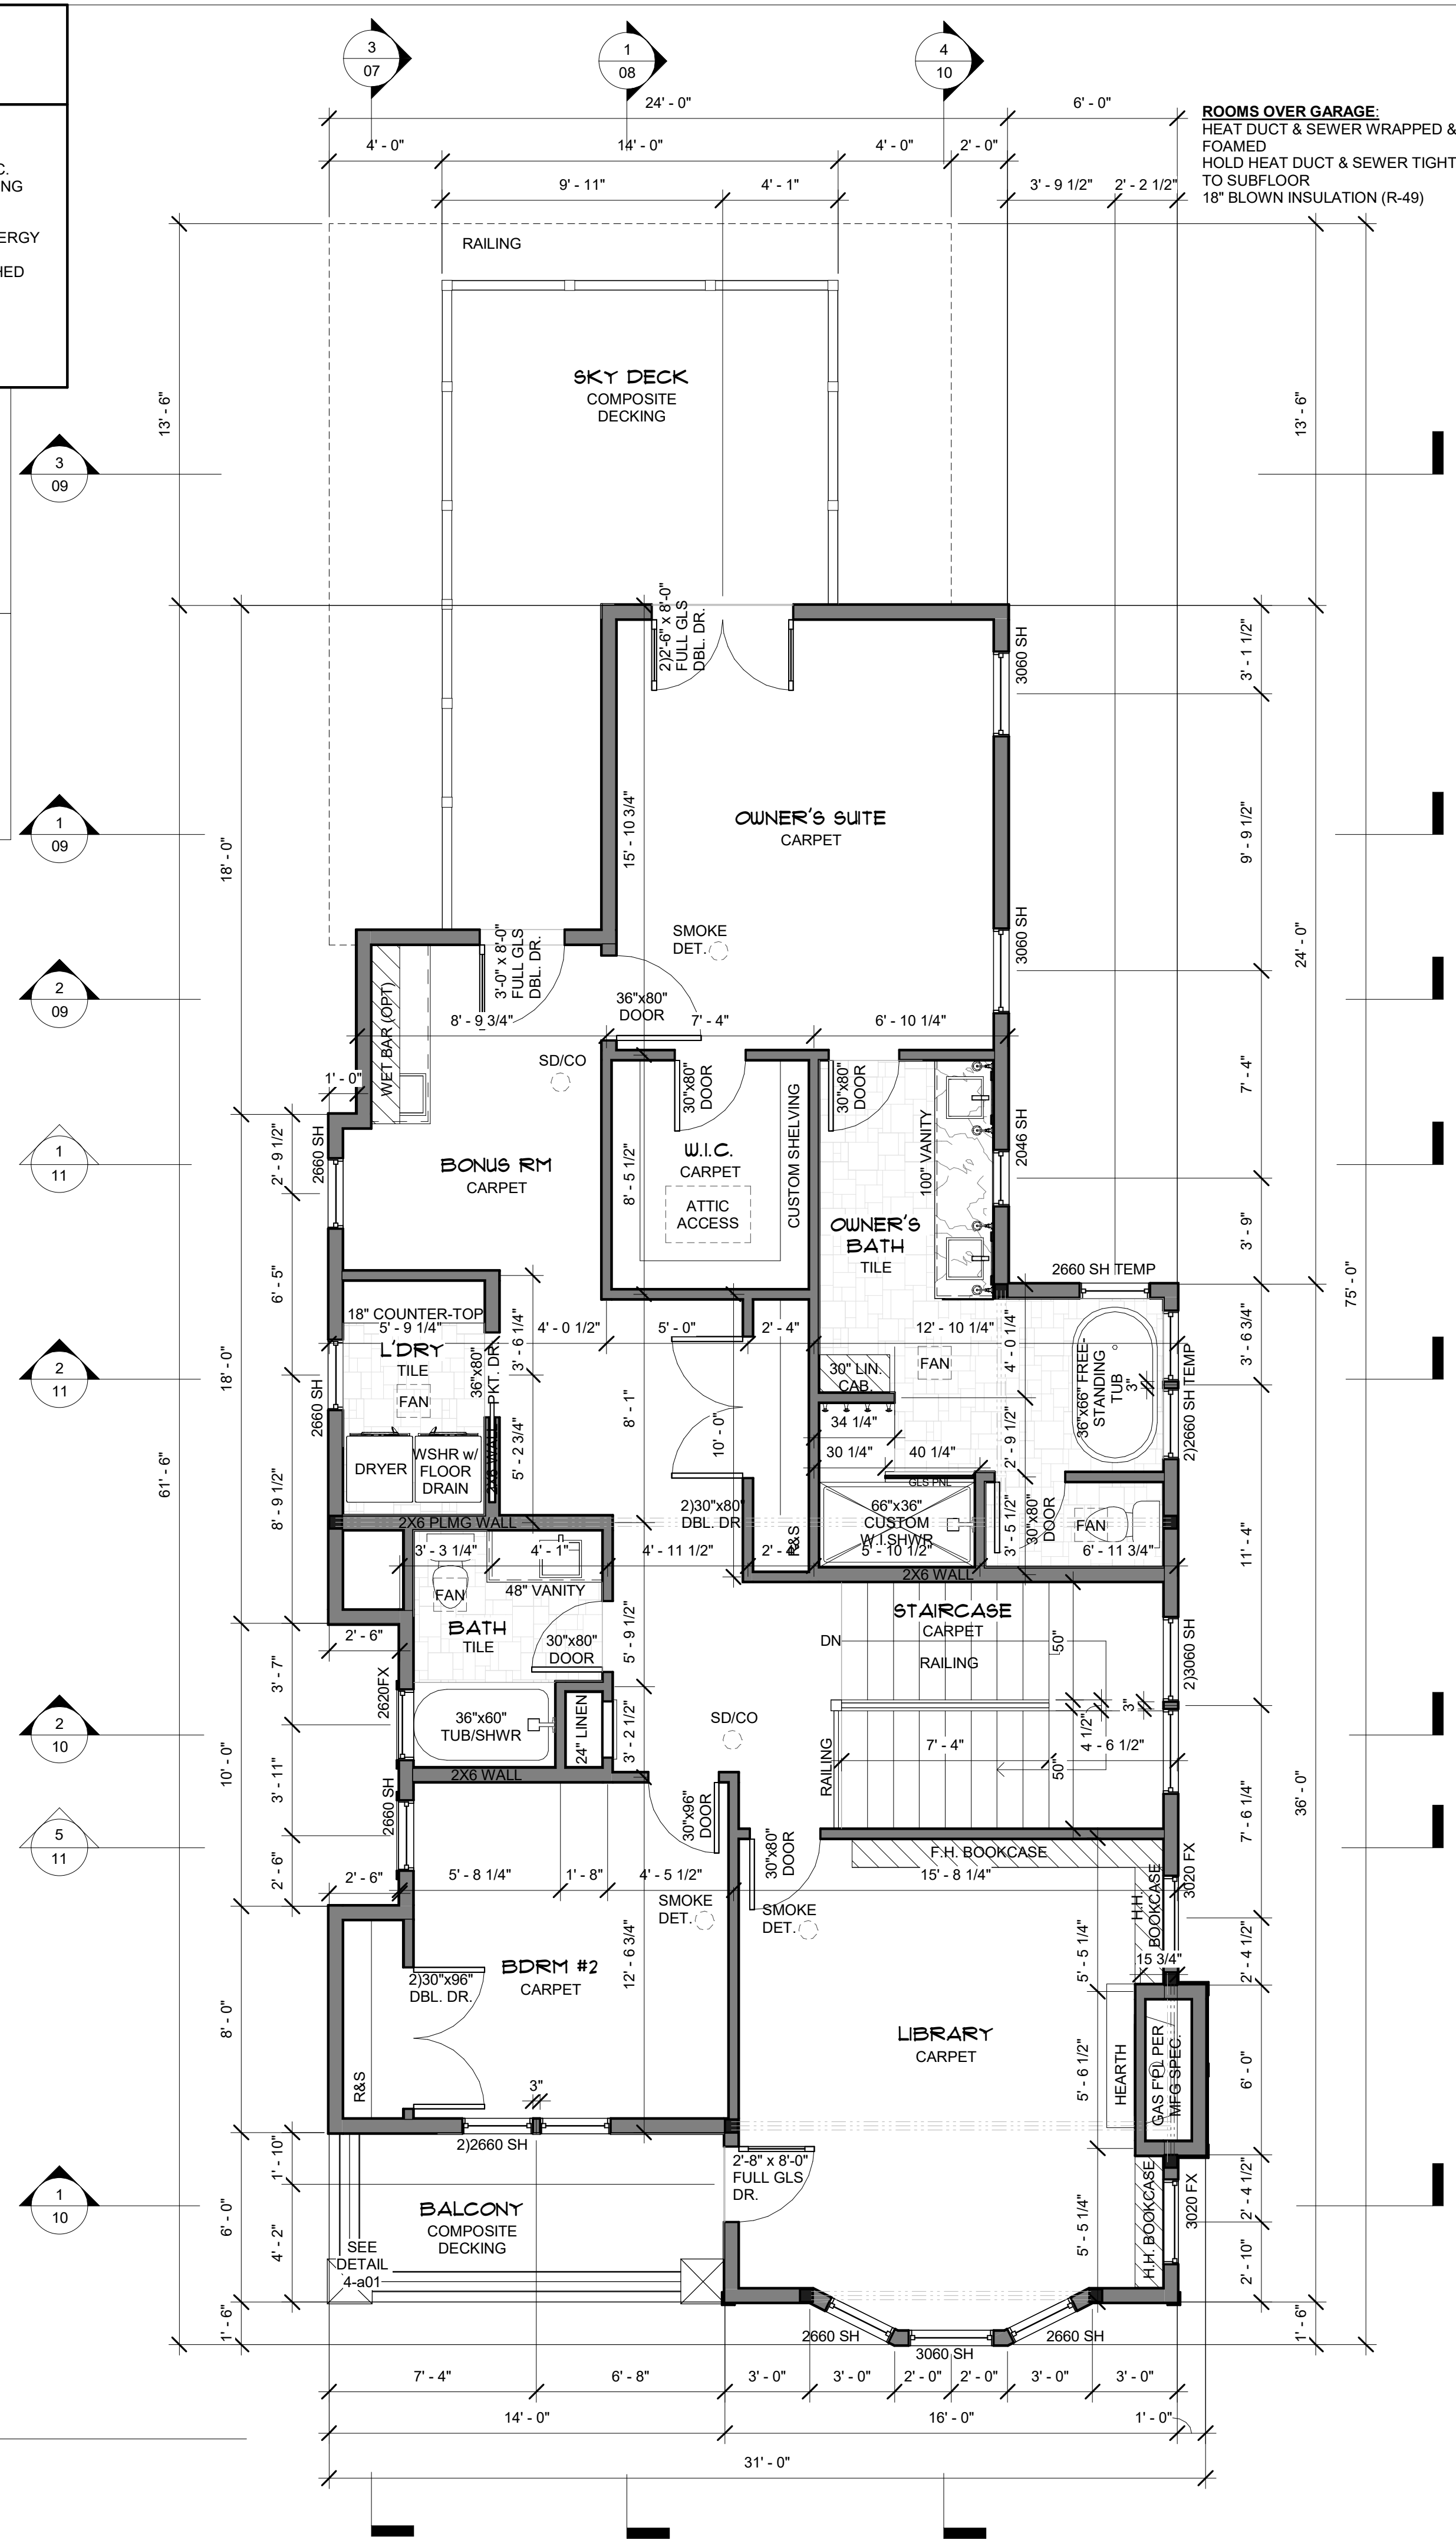 3
07
1
08
4
10
24' - 0"
6' - 0"
4' - 0"
14' - 0"
4' - 0"
2' - 0"
9' - 11"
4' - 1"
3' - 9 1/2"
2' - 2 1/2"
ROOMS OVER GARAGE:
HEAT DUCT & SEWER WRAPPED &
FOAMED
HOLD HEAT DUCT & SEWER TIGHT
TO SUBFLOOR
18" BLOWN INSULATION (R-49)
C.
NG
ERGY
HED
RAILING
SKY DECK
COMPOSITE
DECKING
13' - 6"
13' - 6"
3
09
2)2'-6" x 8'-0"
FULL GLS
DBL. DR.
3060 SH
3' - 1 1/2"
15' - 10 3/4"
OWNER'S SUITE
CARPET
1
09
18' - 0"
9' - 9 1/2"
3060 SH
24' - 0"
SMOKE
DET.
3'-0" x 8'-0"
FULL GLS
DBL. DR.
36"x80"
DOOR
8' - 9 3/4"
7' - 4"
6' - 10 1/4"
2
09
WET BAR (OPT)
SD/CO
1' - 0"
30"x80"
DOOR
30"x80"
DOOR
CUSTOM SHELVING
100" VANITY
7' - 4"
2046 SH
2' - 9 1/2"
2660 SH
1
11
BONUS RM
CARPET
8' - 5 1/2"
W.I.C.
CARPET
ATTIC
ACCESS
OWNER'S
BATH
TILE
3' - 9"
2660 SH TEMP
75' - 0"
6' - 5"
18" COUNTER-TOP
5' - 9 1/4"
4' - 0 1/2"
5' - 0"
2' - 4"
12' - 10 1/4"
L'DRY
TILE
FAN
36"x80"
PKT. DR.
3' - 6 1/4"
30" LIN.
CAB.
FAN
4' - 0 1/4"
36"x66" FREE-
STANDING
TUB
3"
2)2660 SH TEMP
3' - 6 3/4"
2
11
18' - 0"
2660 SH
8' - 1"
10' - 0"
34 1/4"
30 1/4"
40 1/4"
2' - 9 1/2"
61' - 6"
8' - 9 1/2"
DRYER
WSHR w/
FLOOR
DRAIN
2X6 WALL
5' - 2 3/4"
GLS PNL
2X6 PLMG WALL
2)30"x80"
DBL. DR
R&S
66"x36"
CUSTOM
W.I.SHWR
3' - 5 1/2"
30"x80"
DOOR
FAN
11' - 4"
3' - 3 1/4"
4' - 1"
4' - 11 1/2"
2' - 4"
5' - 10 1/2"
6' - 11 3/4"
2X6 WALL
FAN
48" VANITY
BATH
TILE
30"x80"
DOOR
5' - 9 1/2"
STAIRCASE
CARPET
DN
RAILING
50"
2)3060 SH
2' - 6"
3' - 7"
2620FX
36"x60"
TUB/SHWR
24" LINEN
3' - 2 1/2"
SD/CO
RAILING
7' - 4"
4 1/2"
3"
4' - 6 1/2"
50"
2
10
10' - 0"
3' - 11"
2X6 WALL
2660 SH
30"x96"
DOOR
30"x80"
DOOR
F.H. BOOKCASE
7' - 6 1/4"
36' - 0"
5
11
2' - 6"
2' - 6"
5' - 8 1/4"
1' - 8"
4' - 5 1/2"
15' - 8 1/4"
H.H.
BOOKCASE
3020 FX
SMOKE
DET.
SMOKE
DET.
12' - 6 3/4"
5' - 5 1/4"
15 3/4"
2' - 4 1/2"
BDRM #2
CARPET
2)30"x96"
DBL. DR.
8' - 0"
R&S
LIBRARY
CARPET
5' - 6 1/2"
HEARTH
GAS F'PL PER
MFG SPEC.
6' - 0"
3"
2)2660 SH
1' - 10"
2'-8" x 8'-0"
FULL GLS
DR.
BALCONY
COMPOSITE
DECKING
1
10
6' - 0"
4' - 2"
SEE
DETAIL
4-a01
5' - 5 1/4"
H.H. BOOKCASE
3020 FX
2' - 4 1/2"
2' - 10"
1' - 6"
2660 SH
3060 SH
2660 SH
1' - 6"
7' - 4"
6' - 8"
3' - 0"
3' - 0"
2' - 0"
2' - 0"
3' - 0"
3' - 0"
14' - 0"
16' - 0"
1' - 0"
31' - 0"